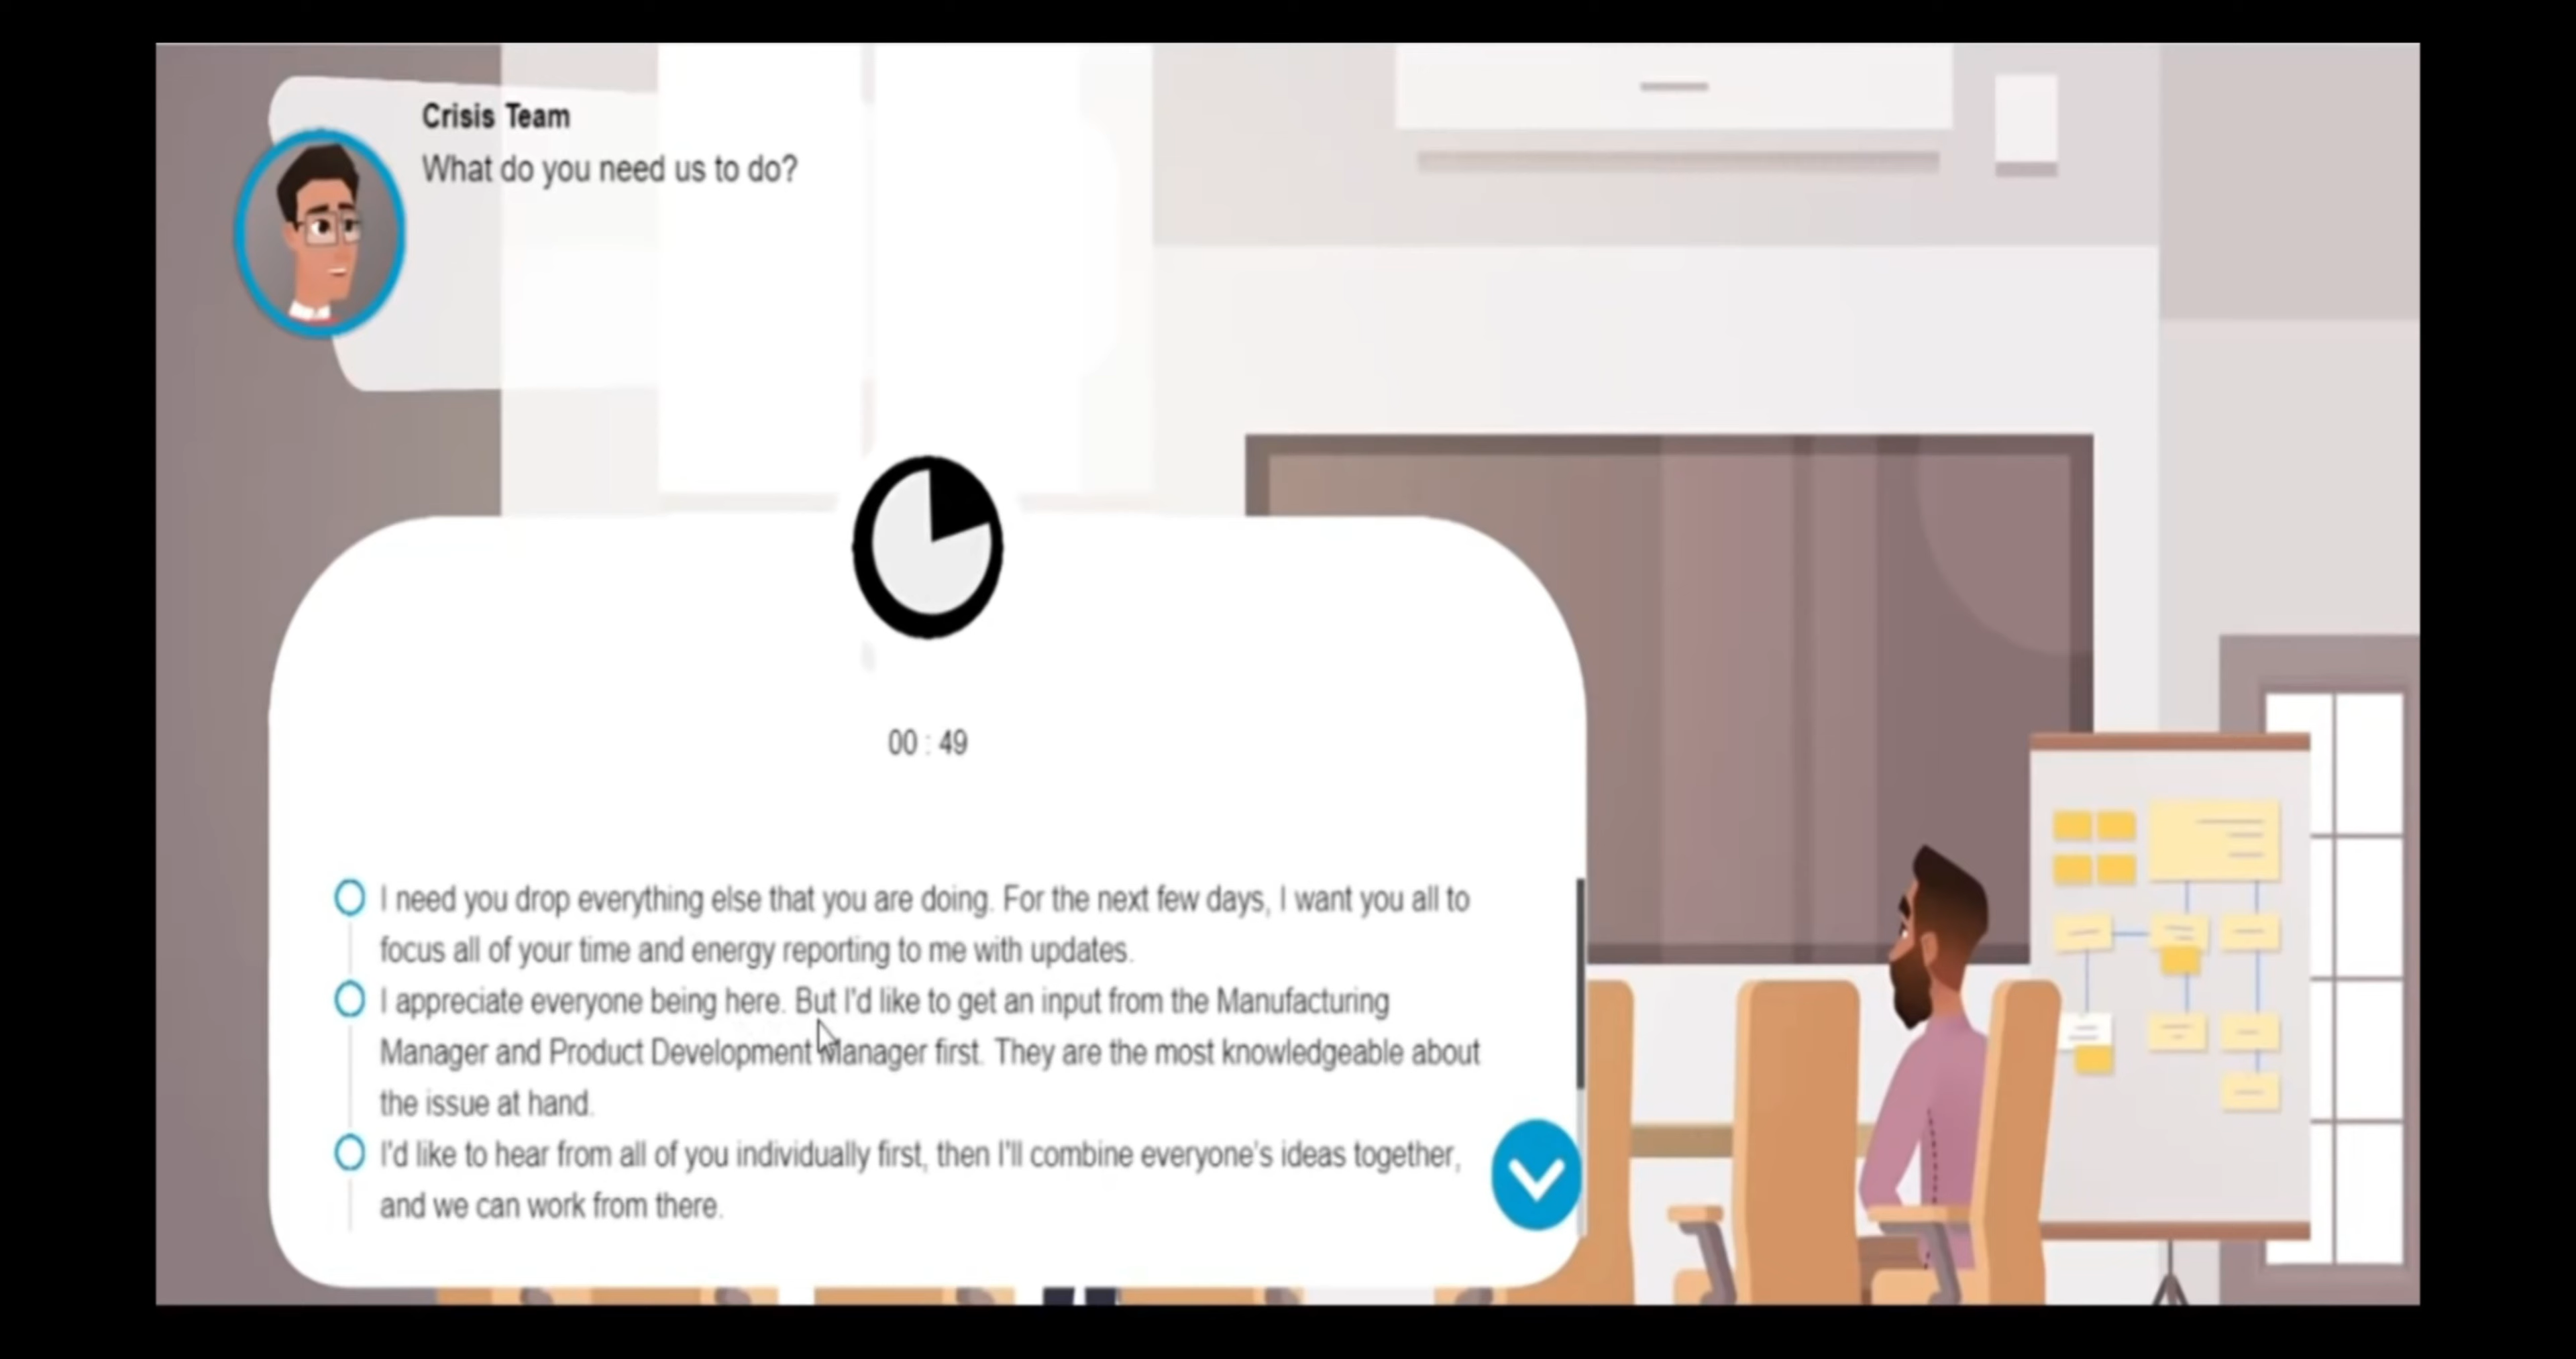 Crisis Team
What do you need us to do?
00 : 49
I need you drop everything else that you are doing. For the next few days, I want you all to
focus all of your time and energy reporting to me with updates.
I appreciate everyone being here. But I'd like to get an input from the Manufacturing
Manager and Product Development Manager first. They are the most knowledgeable about
the issue at hand.
I'd like to hear from all of you individually first, then I'll combine everyone's ideas together,
and we can work from there.